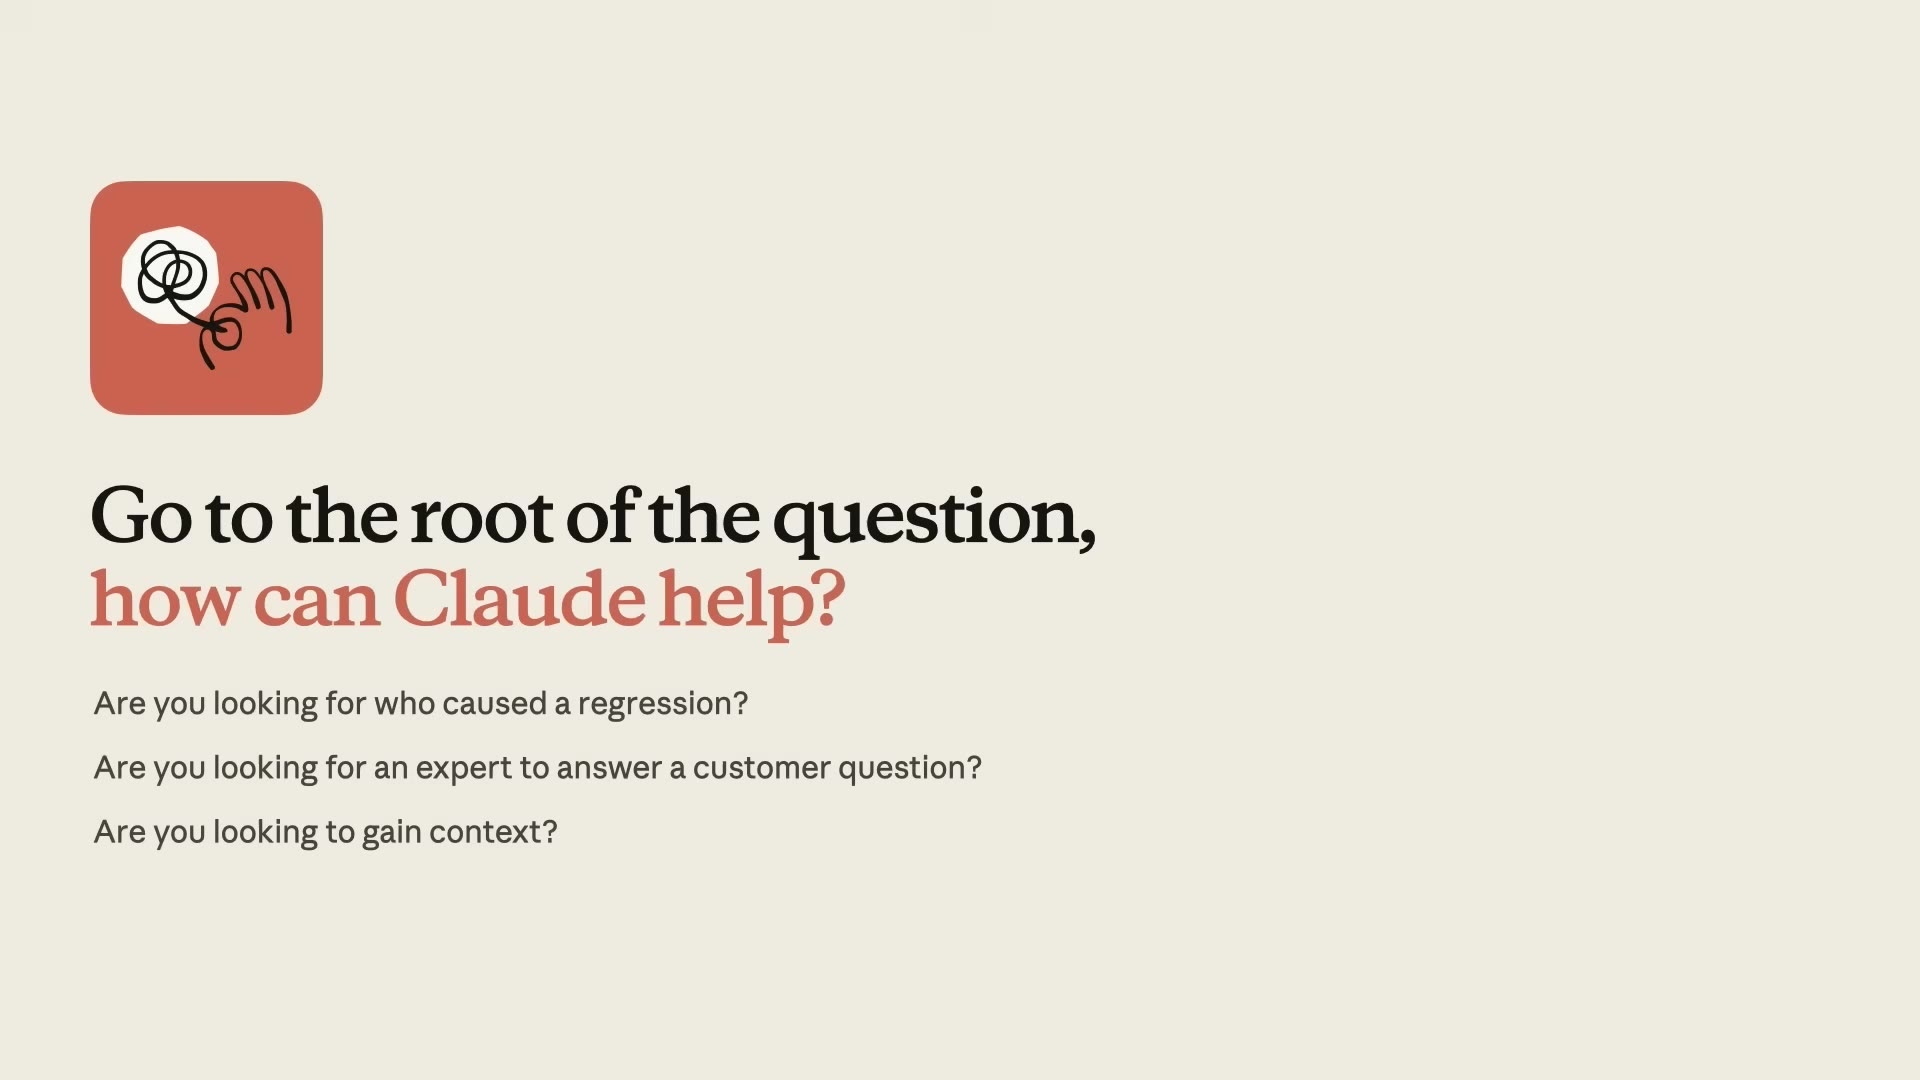 Go to the root of the question,
how can Claude help?
Are you looking for who caused a regression?
Are you looking for an expert to answer a customer question?
Are you looking to gain context?